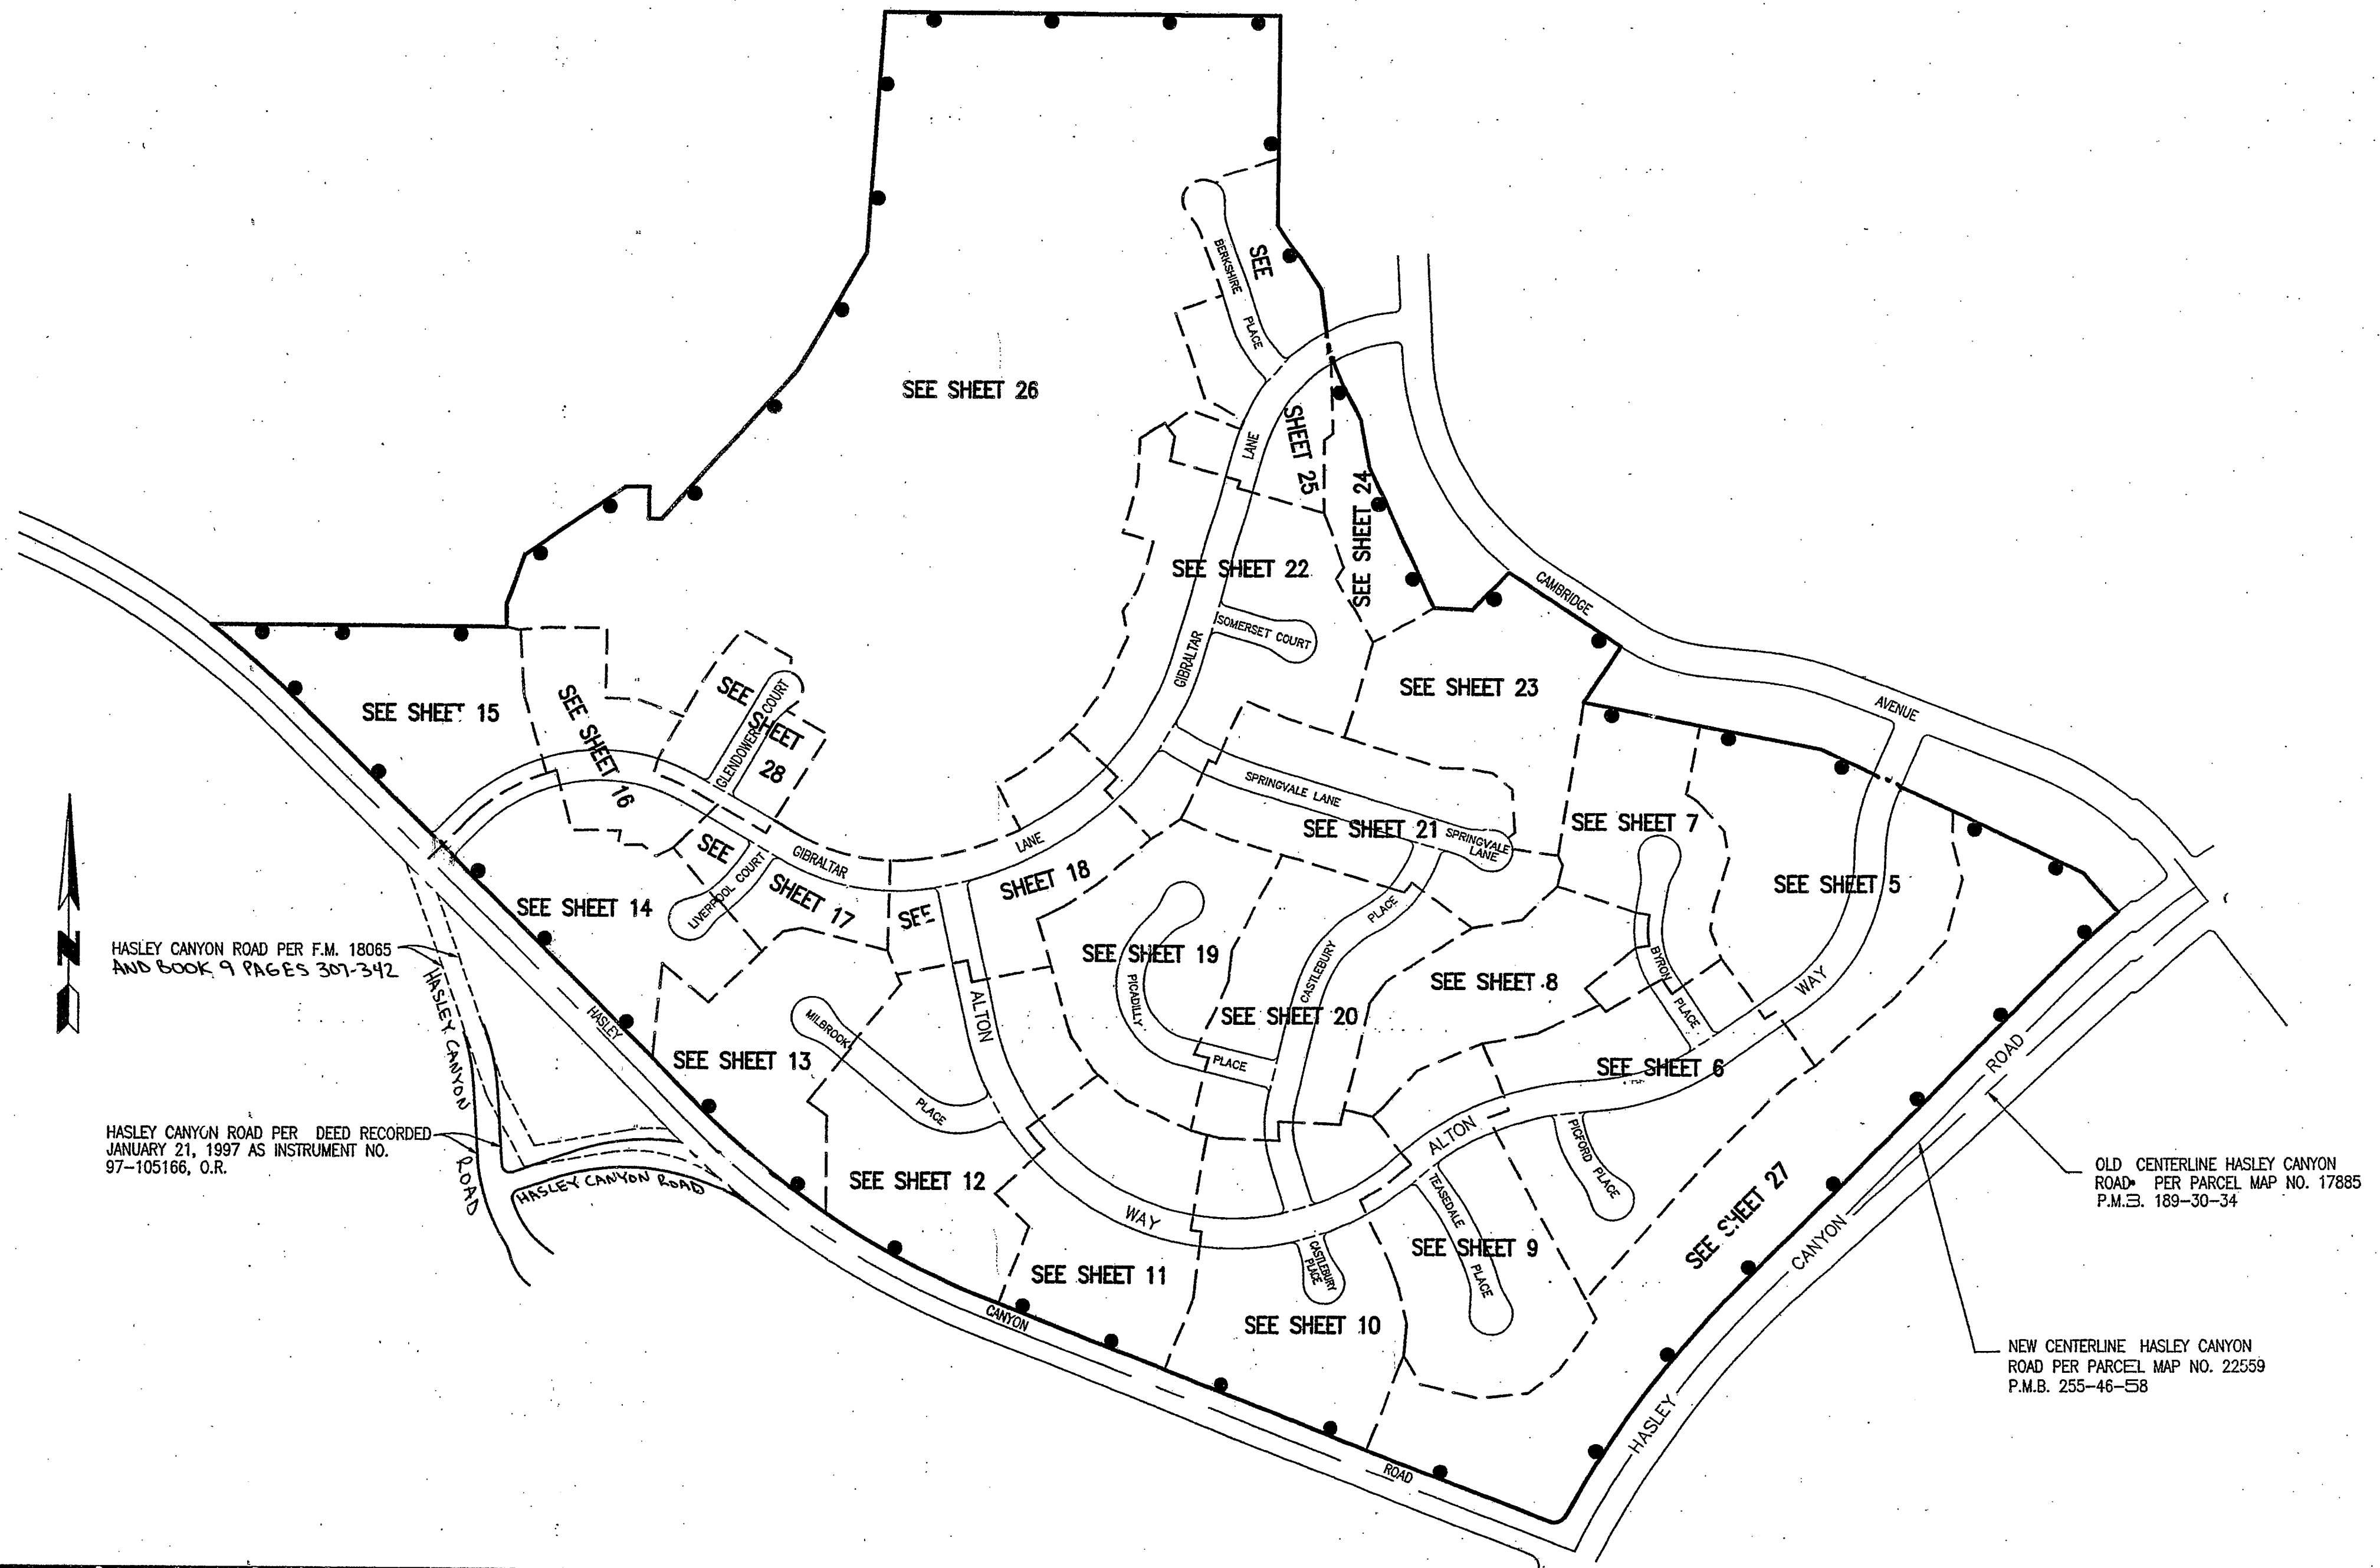 BERKSHIRE PLACE
SEE
SHEET 25
SEE SHEET 26
LANE
SEE SHEET 24
SEE SHEET 22
CAMBRIDGE
SOMERSET COURT
GIBRALTAR
SEE SHEET 23
AVENUE
SEE SHEET 15
SEE SHEET 16
SEE
SHEET
28
GLENDOWER COURT
SPRINGVALE LANE
SEE SHEET 21
SPRINGVALE
LANE
SEE SHEET 7
SEE
SHEET 17
LIVERPOOL COURT
GIBRALTAR
LANE
SEE
SHEET 18
SEE SHEET 5
SEE SHEET 14
PLACE
SEE SHEET 19
PICADILLY
PLACE
CASTLEBURY
SEE SHEET 8
BYRON
PLACE
WAY
N
HASLEY CANYON ROAD PER F.M. 18065
AND BOOK 9 PAGES 307-342
HASLEY CANYON
ROAD
HASLEY
ALTON
MILBROOK
PLACE
SEE SHEET 20
SEE SHEET 13
SEE SHEET 6
ROAD
HASLEY CANYON ROAD PER DEED RECORDED
JANUARY 21, 1997 AS INSTRUMENT NO.
97-105166, O.R.
HASLEY CANYON ROAD
SEE SHEET 12
ALTON
PICFORD PLACE
OLD CENTERLINE HASLEY CANYON
ROAD PER PARCEL MAP NO. 17885
P.M.B. 189-30-34
WAY
TEASEDALE
PLACE
SEE SHEET 27
CANYON
SEE SHEET 11
CASTLEBURY
PLACE
SEE SHEET 9
CANYON
SEE SHEET 10
NEW CENTERLINE HASLEY CANYON
ROAD PER PARCEL MAP NO. 22559
P.M.B. 255-46-58
HASLEY
ROAD